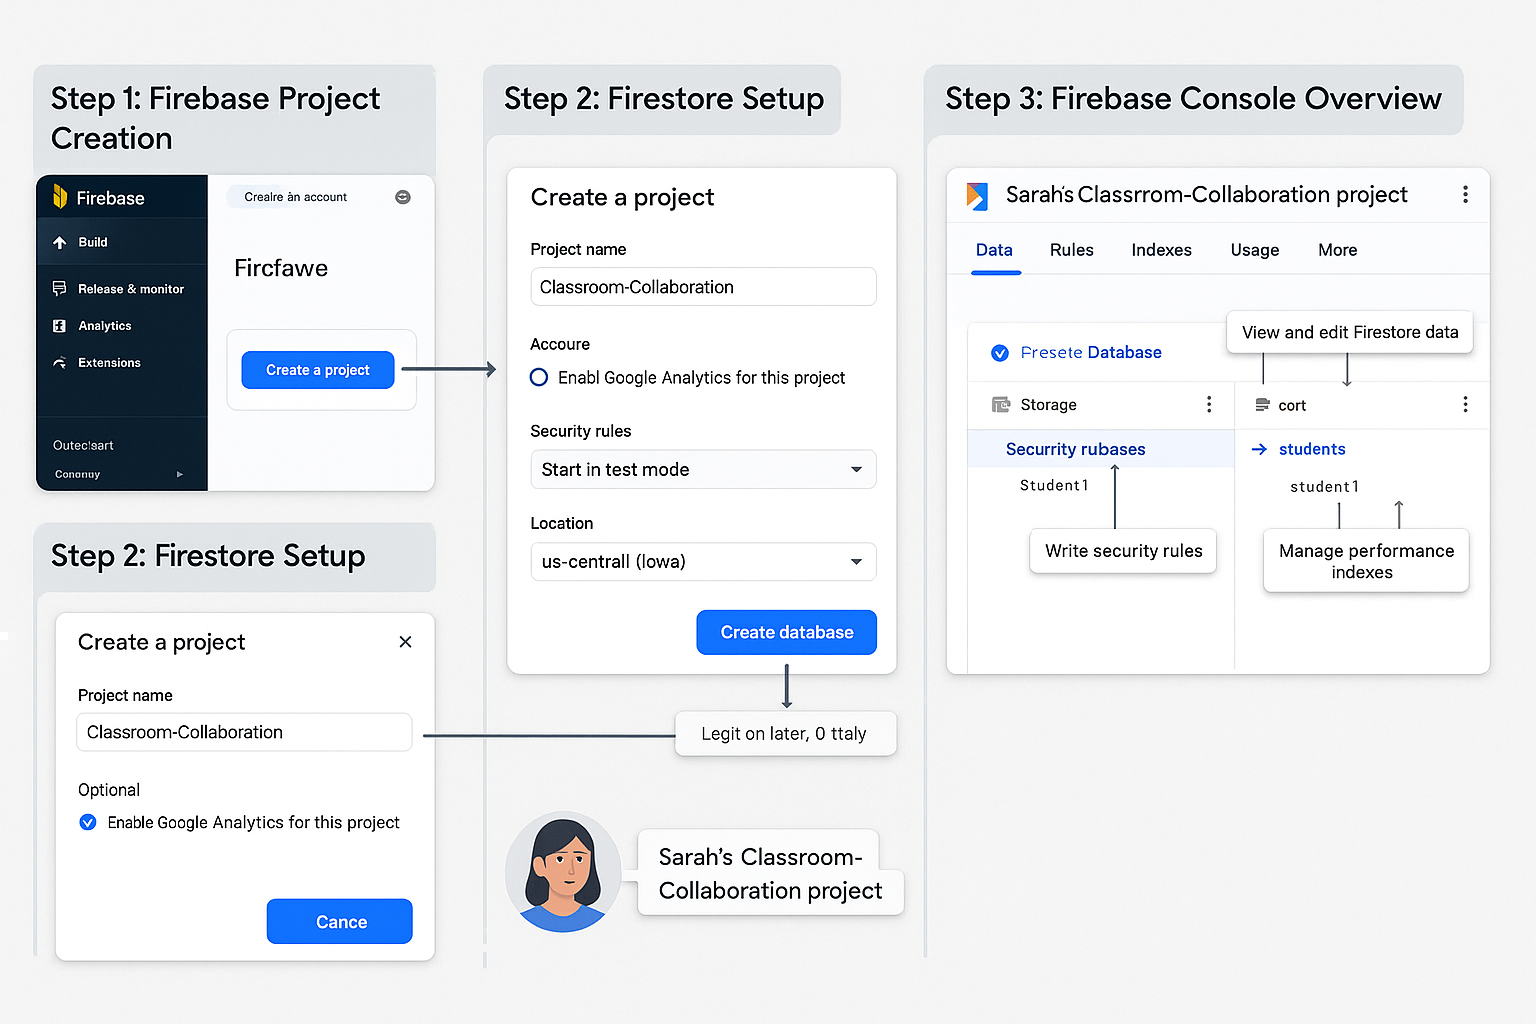 Step 1: Firebase Project
Creation
Firebase
Build
Release & monitor
Analytics
Extensions
Outec!sart
Conanuy
Crealre àn account
Fircfawe
Create a project
Step 2: Firestore Setup
Create a project
Project name
Classroom-Collaboration
Optional
Enable Google Analytics for this project
Cance
Step 2: Firestore Setup
Create a project
Project name
Classroom-Collaboration
Accoure
Enabl Google Analytics for this project
Security rules
Start in test mode
Location
us-centrall (Iowa)
Create database
Legit on later, 0 ttaly
Sarah's Classroom-
Collaboration project
Step 3: Firebase Console Overview
Sarah's Classrrom-Collaboration project
Data Rules Indexes Usage More
View and edit Firestore data
Presete Database
Storage
cort
Securrity rubases
students
Student1
student1
Write security rules
Manage performance
indexes